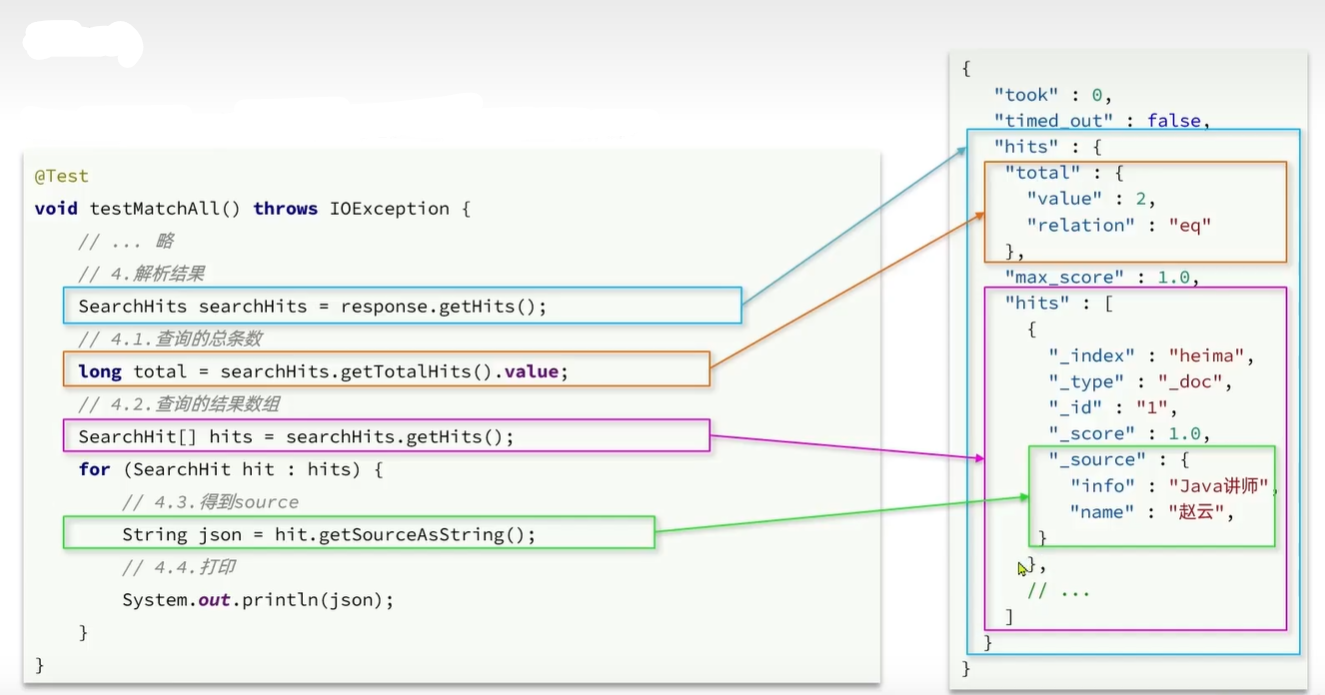 @Test
void testMatchAll() throws IOException {
// ... 略
// 4.解析结果
SearchHits searchHits = response.getHits();
// 4.1.查询的总条数
long total = searchHits.getTotalHits().value;
// 4.2.查询的结果数组
SearchHit[] hits = searchHits.getHits();
for (SearchHit hit : hits) {
// 4.3.得到source
String json = hit.getSourceAsString();
// 4.4.打印
System.out.println(json);
}
}
{
"took" : 0,
"timed_out" : false,
"hits" : {
"total" : {
"value" : 2,
"relation" : "eq"
},
"max_score" : 1.0,
"hits" : [
{
"_index" : "heima",
"_type" : "_doc",
"_id" : "1",
"_score" : 1.0,
"_source" : {
"info" : "Java讲师",
"name" : "赵云",
}
},
// ...
]
}
}